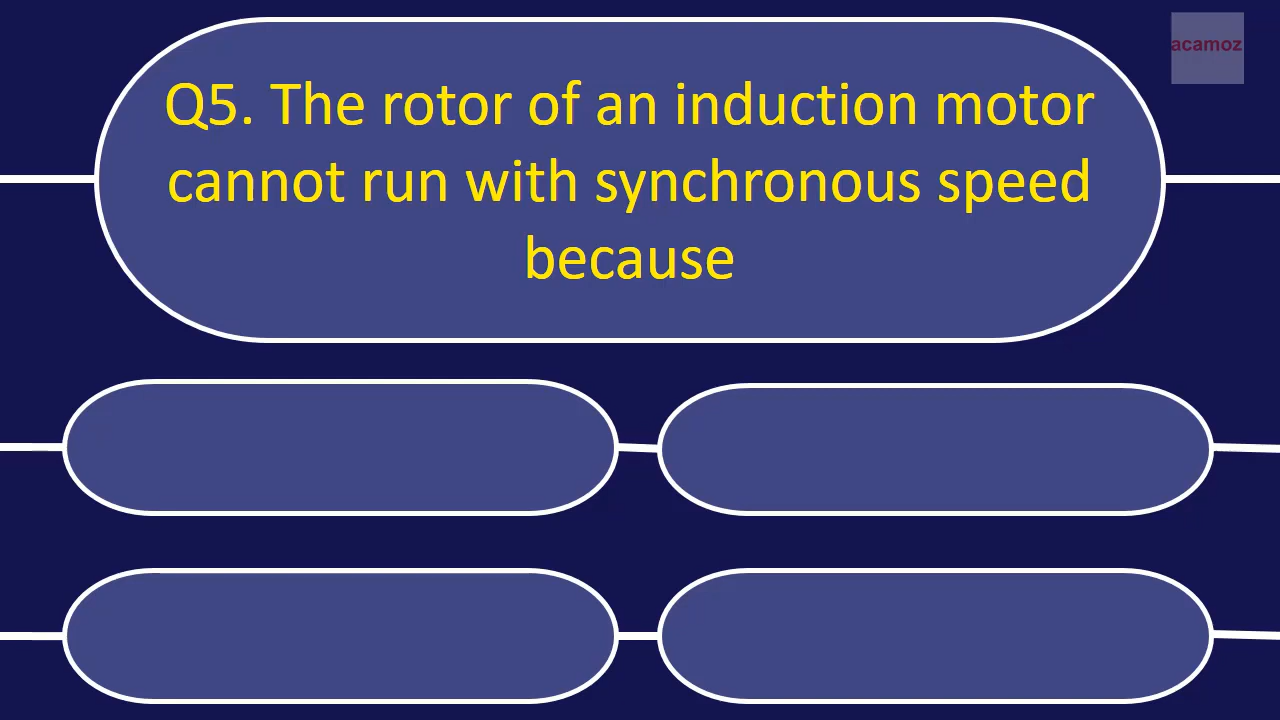 acamoz
Q5. The rotor of an induction motor
cannot run with synchronous speed
because